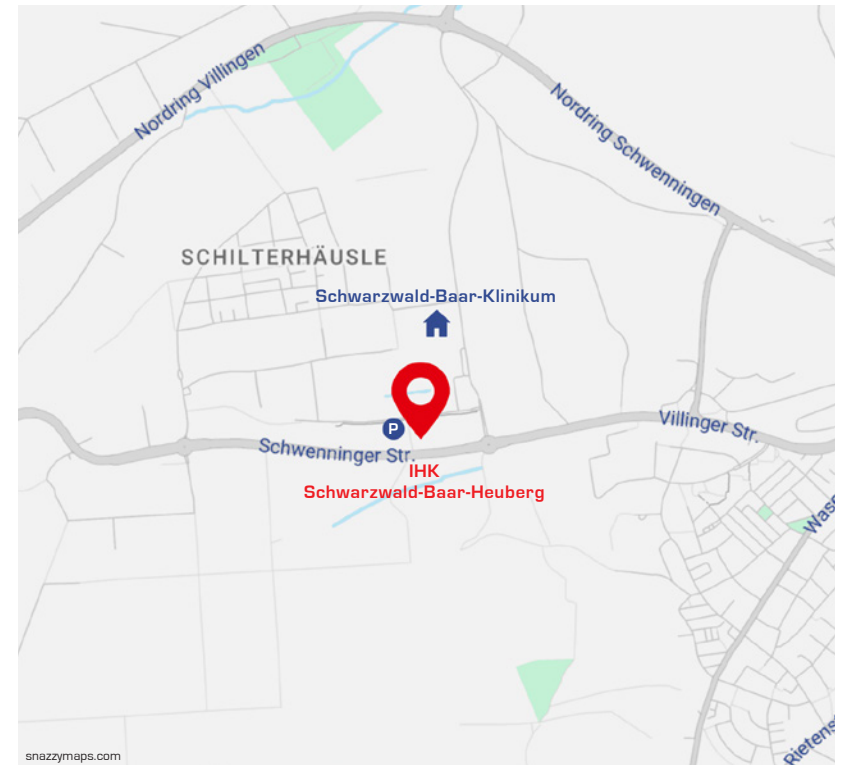 Nordring Villingen
Nordring Schwenningen
SCHILTERHÄUSLE
Schwarzwald-Baar-Klinikum
P
Villinger Str.
Schwenninger Str.
IHK
Schwarzwald-Baar-Heuberg
snazzymaps.com